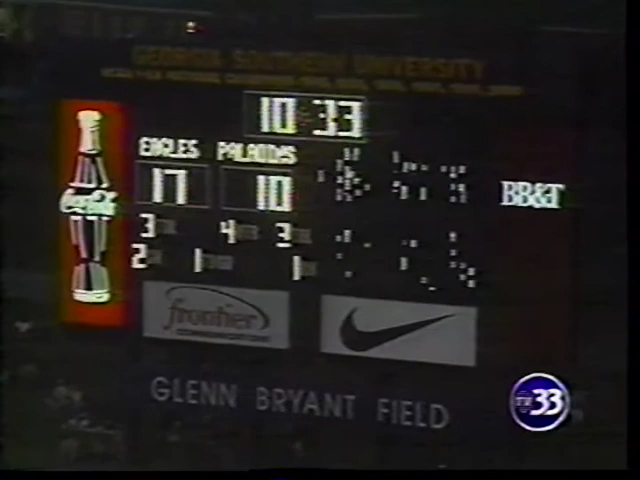 GEORGIA SOUTHERN UNIVERSITY
10:33
EAGLES PALADINS
17 10
3 4 3
2 1 1
Coca-Cola
BB&T
frontier
GLENN BRYANT FIELD
33